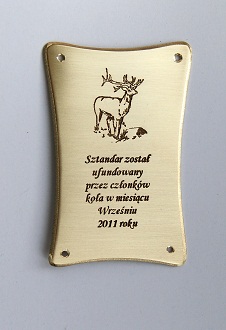 Sztandar został
ufundowany
przez członków
koła w miesiącu
Wrześniu
2011 roku